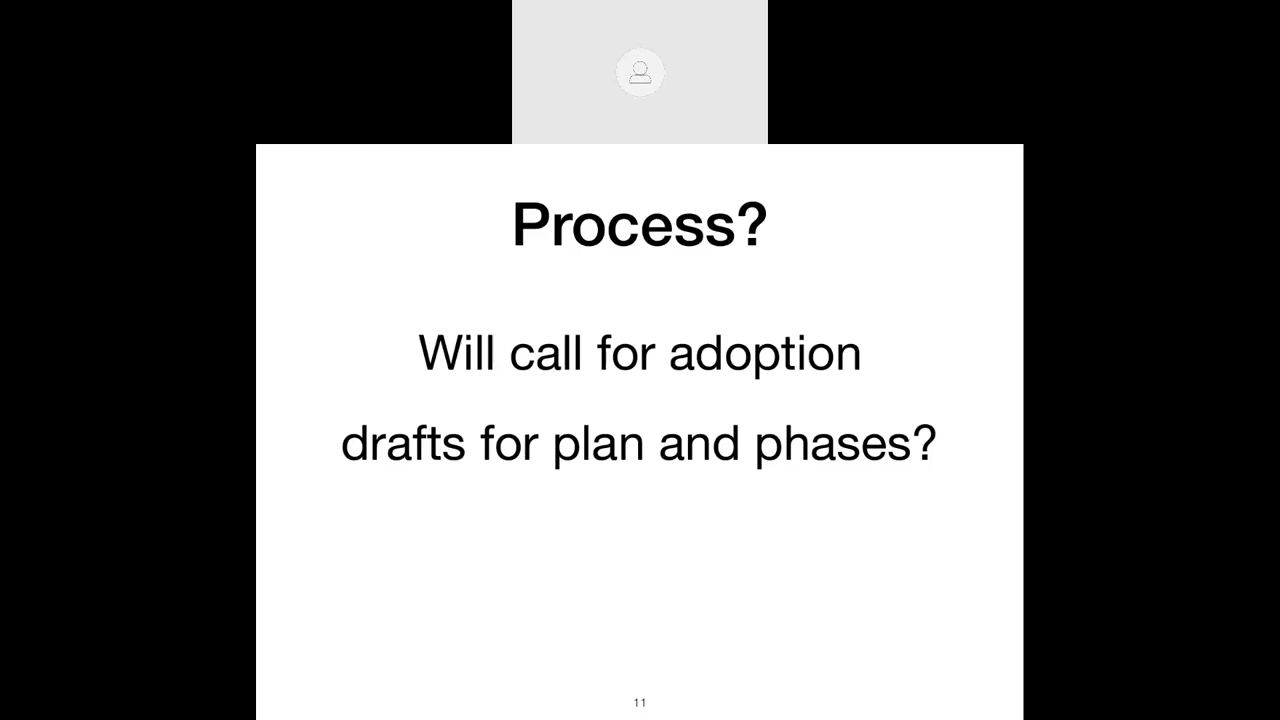 Process?
Will call for adoption
drafts for plan and phases?
11